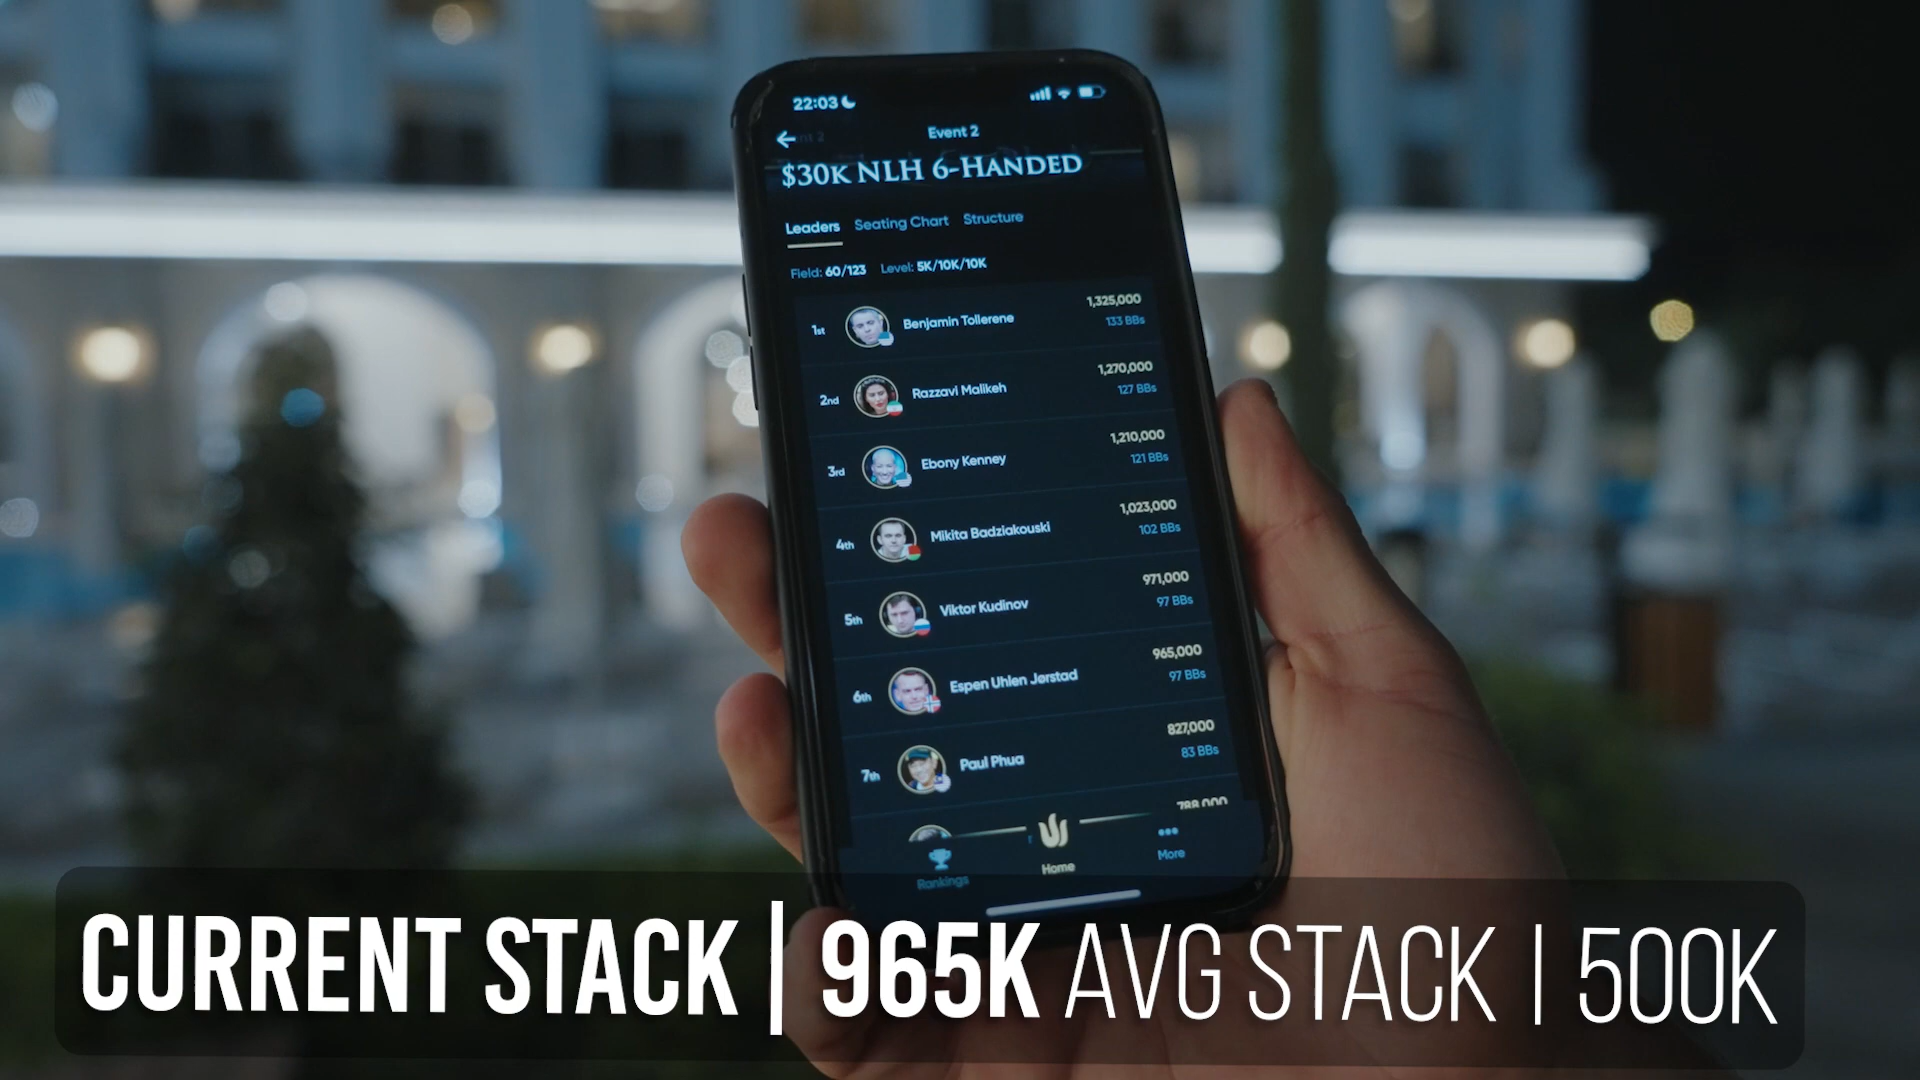 22:03
Event 2
$30K NLH 6-HANDED
Leaders Seating Chart Structure
Field: 60/123 Level: 5K/10K/10K
1st Benjamin Tollerene 1,325,000
133 BBs
2nd Razzavi Malikeh 1,270,000
127 BBs
3rd Ebony Kenney 1,210,000
121 BBs
4th Mikita Badziakouski 1,023,000
102 BBs
5th Viktor Kudinov 971,000
97 BBs
6th Espen Uhlen Jørstad 965,000
97 BBs
7th Paul Phua 827,000
83 BBs
788,000
Rankings Home More
CURRENT STACK | 965K AVG STACK | 500K